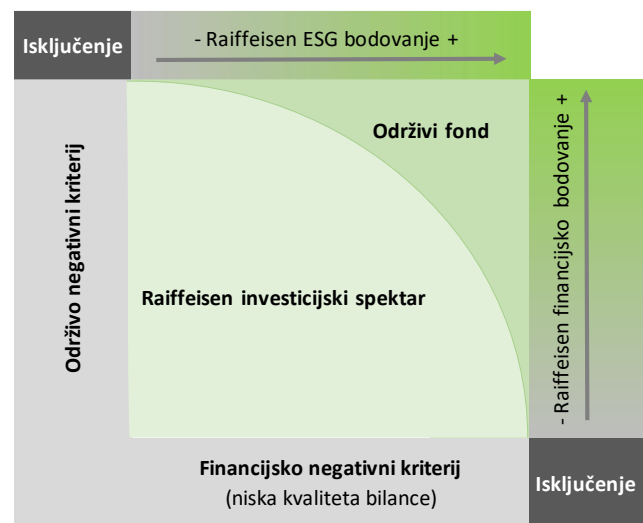 Isključenje
- Raiffeisen ESG bodovanje +
Održivi fond
- Raiffeisen financijsko bodovanje +
Održivo negativni kriterij
Raiffeisen investicijski spektar
Financijsko negativni kriterij
(niska kvaliteta bilance)
Isključenje